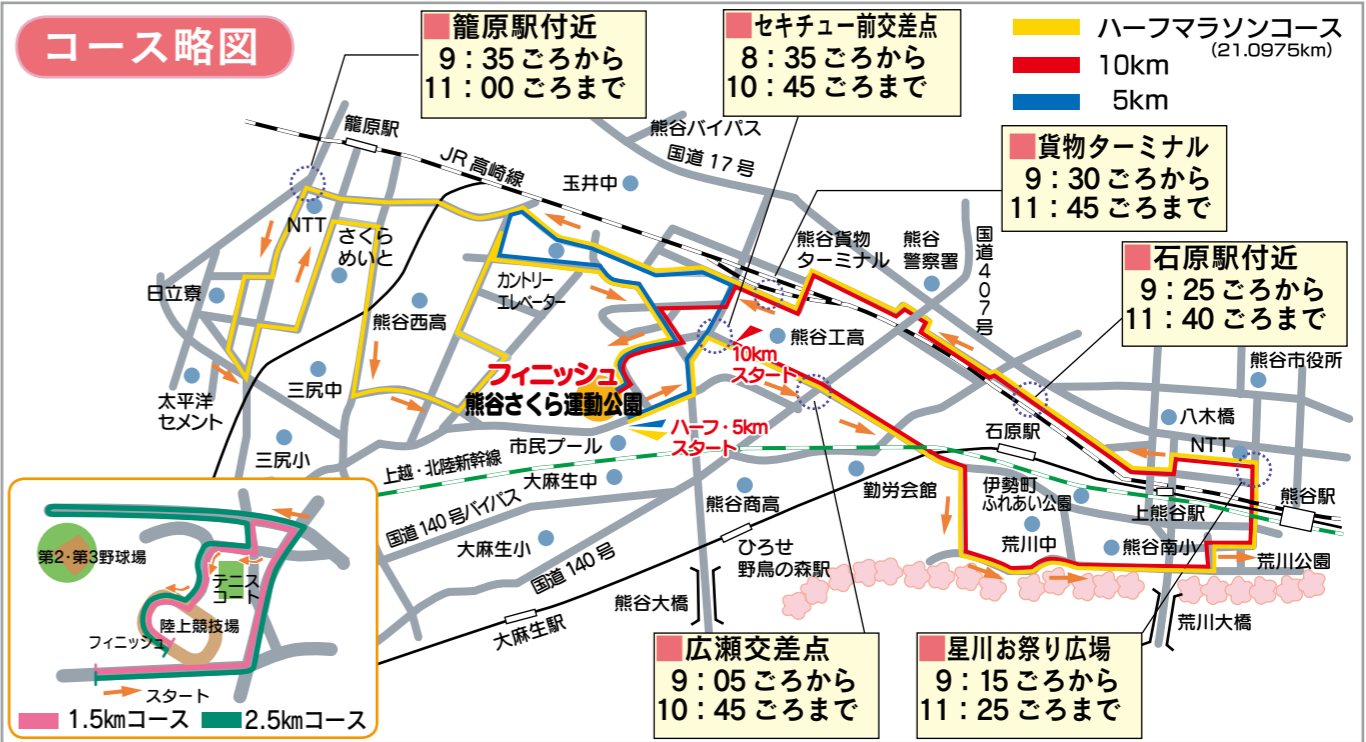 コース略図
■籠原駅付近
9：35ごろから
11：00ごろまで
■セキチュー前交差点
8：35ごろから
10：45ごろまで
ハーフマラソンコース
(21.0975km)
10km
5km
■貨物ターミナル
9：30ごろから
11：45ごろまで
■石原駅付近
9：25ごろから
11：40ごろまで
籠原駅
JR高崎線
熊谷バイパス
国道17号
玉井中
NTT
さくら
めいと
日立寮
カントリー
エレベーター
熊谷貨物
ターミナル
熊谷
警察署
国道407号
熊谷西高
熊谷工高
10km
スタート
フィニッシュ
熊谷さくら運動公園
ハーフ・5km
スタート
三尻中
太平洋
セメント
三尻小
熊谷市役所
八木橋
NTT
石原駅
市民プール
上越・北陸新幹線
大麻生中
熊谷商高
勤労会館
伊勢町
ふれあい公園
上熊谷駅
熊谷駅
国道140号バイパス
大麻生小
国道140号
ひろせ
野鳥の森駅
荒川中
熊谷南小
荒川公園
大麻生駅
熊谷大橋
荒川大橋
■広瀬交差点
9：05ごろから
10：45ごろまで
■星川お祭り広場
9：15ごろから
11：25ごろまで
第2・第3野球場
テニス
コート
陸上競技場
フィニッシュ
スタート
1.5kmコース
2.5kmコース